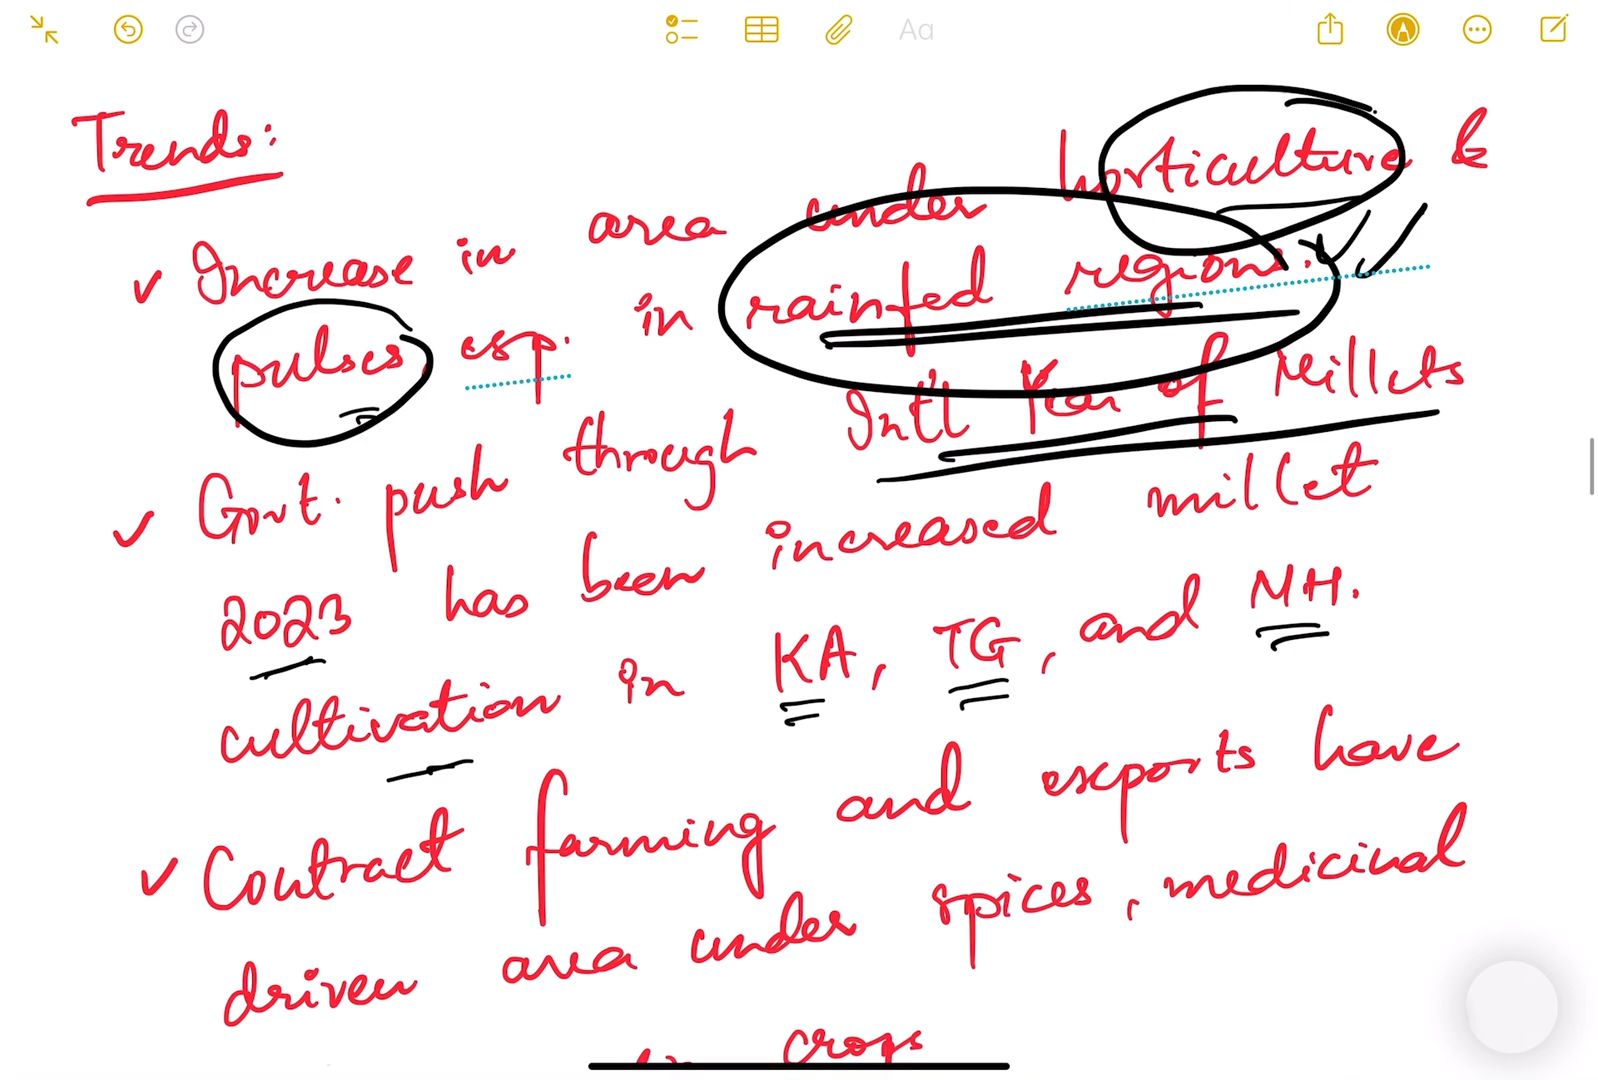 Aa
Trends:
✓ Increase in area under horticulture &
pulses, esp. in rainfed regions.
✓ Govt. push through Int'l Year of Millets
2023 has been increased millet
cultivation in KA, TG, and MH.
✓ Contract farming and exports have
driven area under spices, medicinal
crops